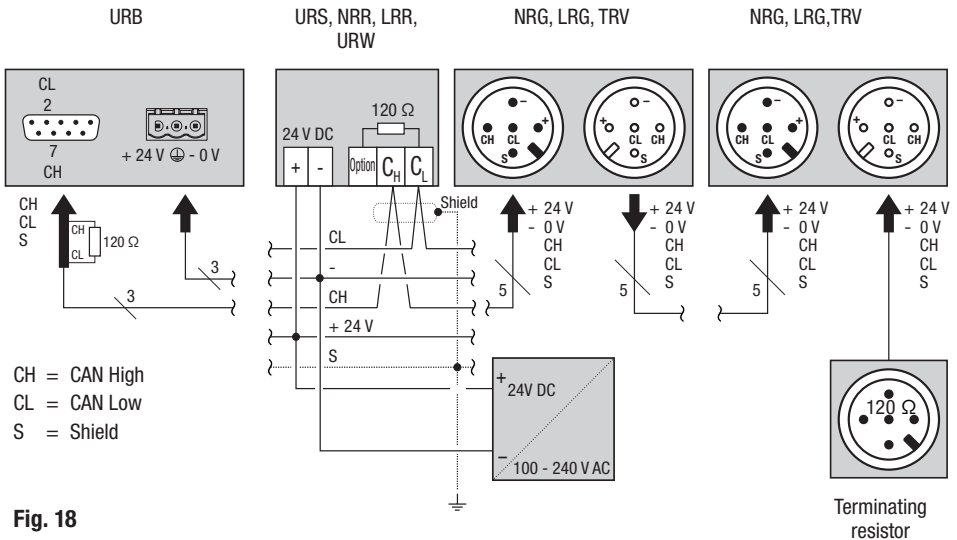 URB
URS, NRR, LRR,
URW
NRG, LRG, TRV
NRG, LRG,TRV
CL
2
7
CH
+ 24 V - 0 V
CH
CL
S
CH
CL
120 Ω
3
3
120 Ω
24 V DC
+ -
Option CH CL
Shield
CL
-
CH
+ 24 V
S
-
+
CH CL
S
-
+
CL CH
S
+ 24 V
- 0 V
CH
CL
S
5
+ 24 V
- 0 V
CH
CL
S
5
-
+
CH CL
S
-
+
CL CH
S
+ 24 V
- 0 V
CH
CL
S
5
+ 24 V
- 0 V
CH
CL
S
+
24V DC
-
100 - 240 V AC
120 Ω
Terminating
resistor
CH = CAN High
CL = CAN Low
S = Shield
Fig. 18